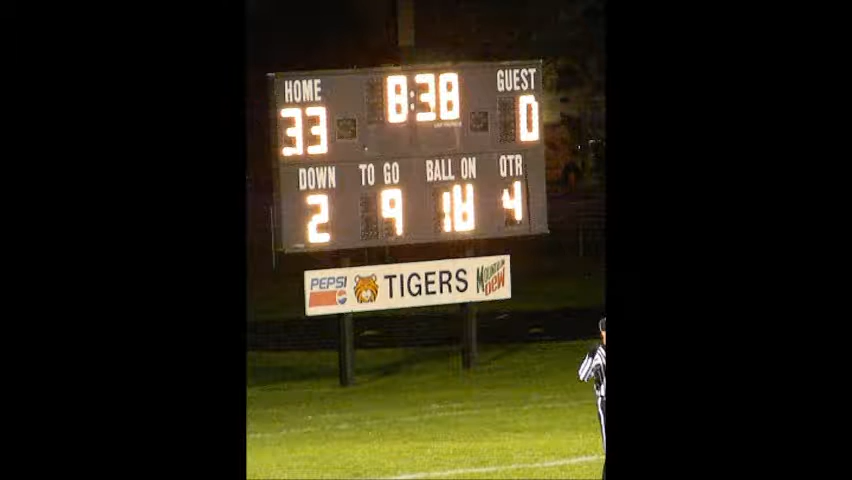 HOME 8:38 GUEST
33 0
DOWN TO GO BALL ON QTR
2 9 18 4
PEPSI TIGERS MOUNTAIN DEW